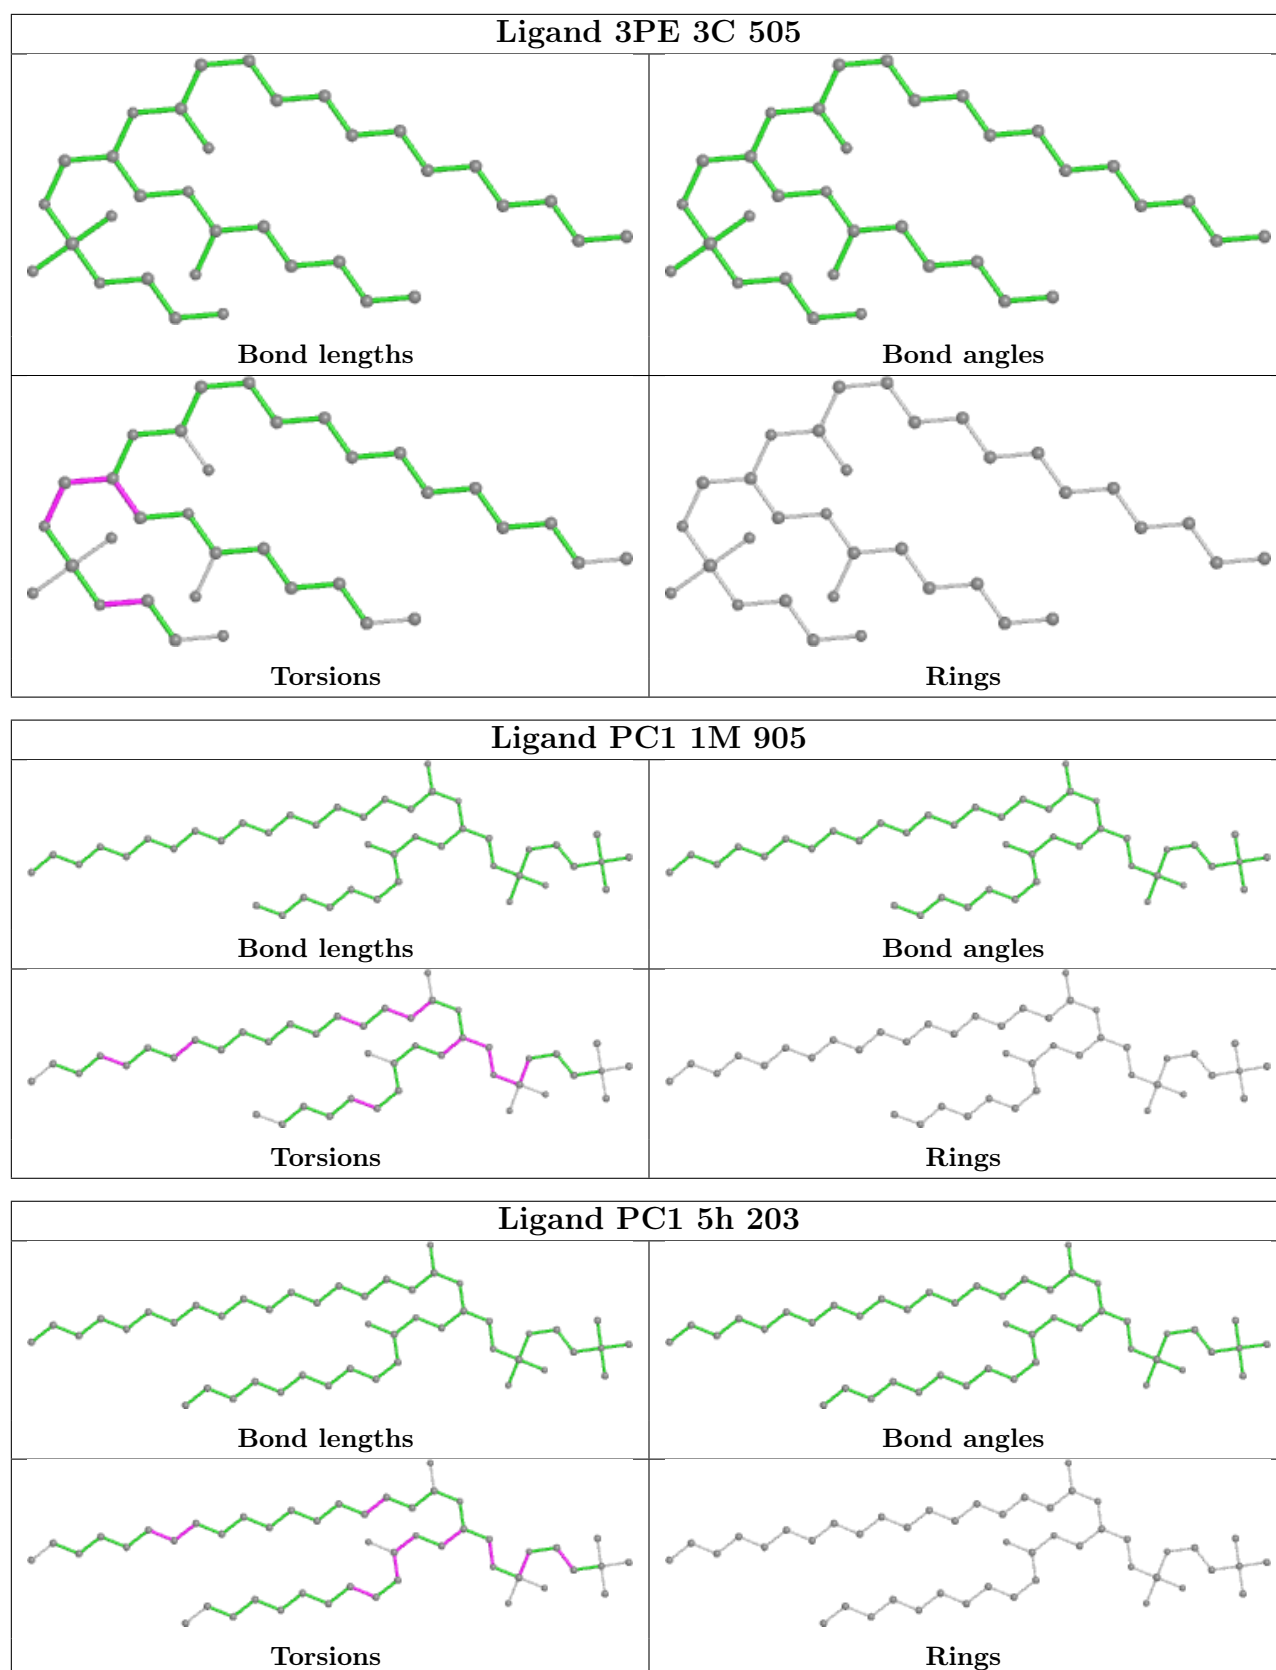 Ligand 3PE 3C 505
Bond lengths
Bond angles
Torsions
Rings
Ligand PC1 1M 905
Bond lengths
Bond angles
Torsions
Rings
Ligand PC1 5h 203
Bond lengths
Bond angles
Torsions
Rings